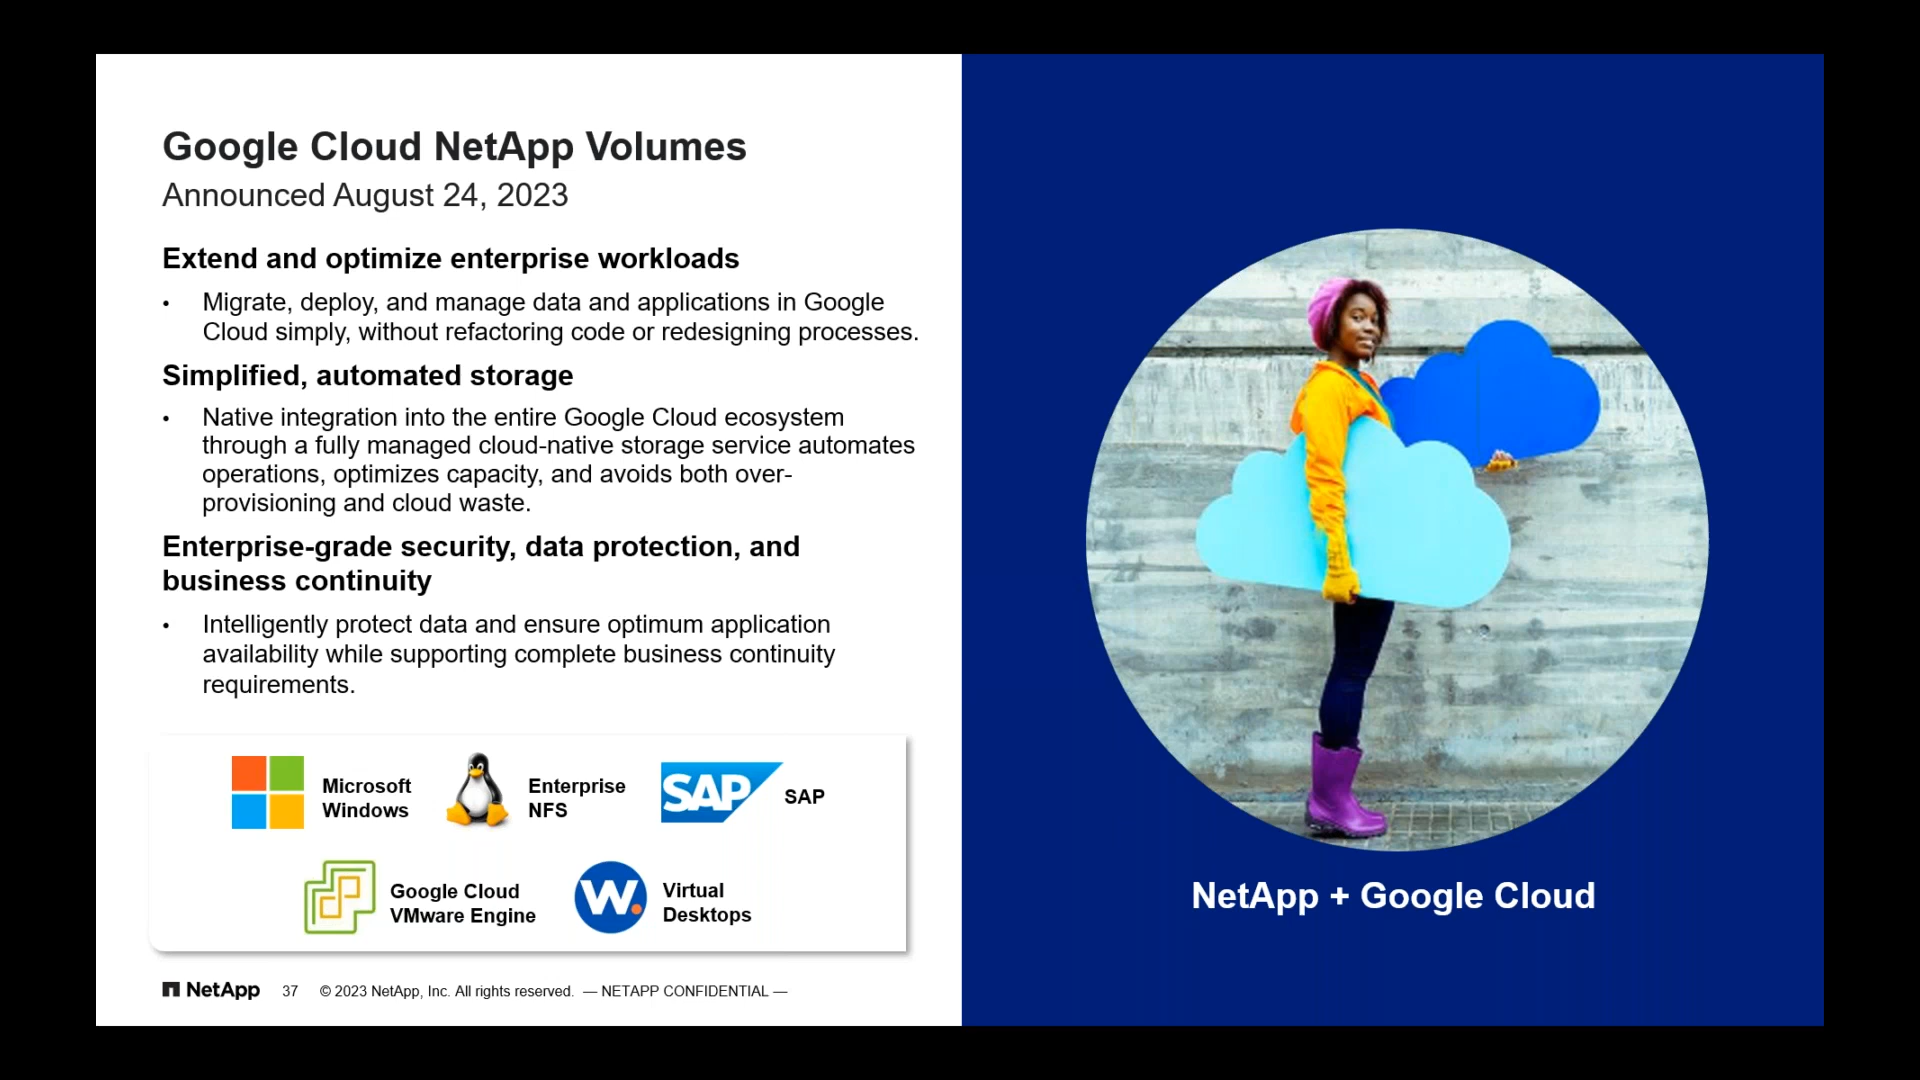 Google Cloud NetApp Volumes
Announced August 24, 2023
Extend and optimize enterprise workloads
• Migrate, deploy, and manage data and applications in Google
Cloud simply, without refactoring code or redesigning processes.
Simplified, automated storage
• Native integration into the entire Google Cloud ecosystem
through a fully managed cloud-native storage service automates
operations, optimizes capacity, and avoids both over-
provisioning and cloud waste.
Enterprise-grade security, data protection, and
business continuity
• Intelligently protect data and ensure optimum application
availability while supporting complete business continuity
requirements.
Microsoft
Windows
Enterprise
NFS
SAP
SAP
Google Cloud
VMware Engine
W.
Virtual
Desktops
NetApp 37 © 2023 NetApp, Inc. All rights reserved. — NETAPP CONFIDENTIAL —
NetApp + Google Cloud